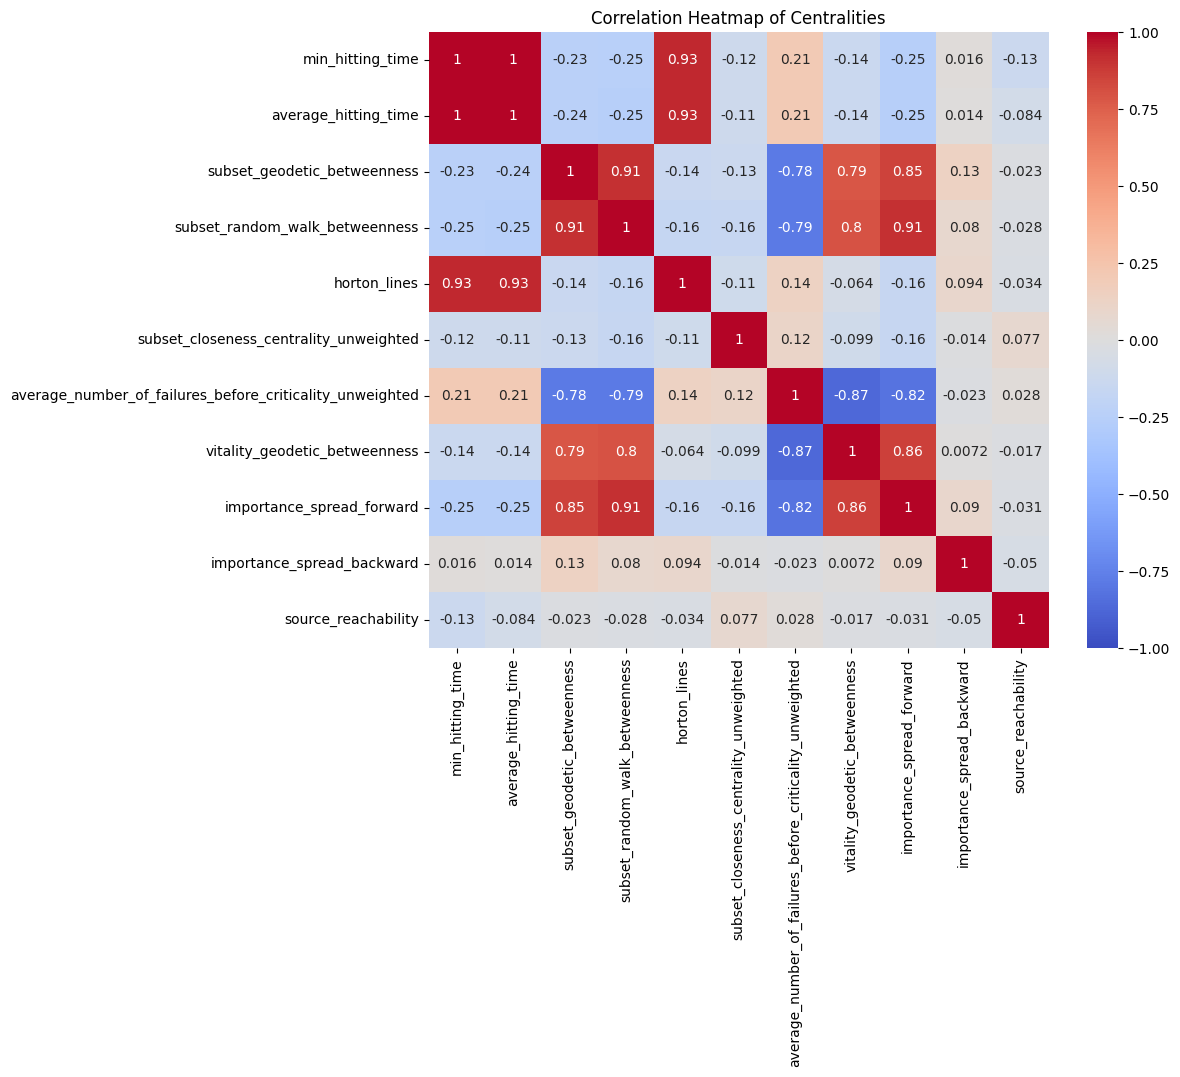 Correlation Heatmap of Centralities
min_hitting_time 1 1 -0.23 -0.25 0.93 -0.12 0.21 -0.14 -0.25 0.016 -0.13
average_hitting_time 1 1 -0.24 -0.25 0.93 -0.11 0.21 -0.14 -0.25 0.014 -0.084
subset_geodetic_betweenness -0.23 -0.24 1 0.91 -0.14 -0.13 -0.78 0.79 0.85 0.13 -0.023
subset_random_walk_betweenness -0.25 -0.25 0.91 1 -0.16 -0.16 -0.79 0.8 0.91 0.08 -0.028
horton_lines 0.93 0.93 -0.14 -0.16 1 -0.11 0.14 -0.064 -0.16 0.094 -0.034
subset_closeness_centrality_unweighted -0.12 -0.11 -0.13 -0.16 -0.11 1 0.12 -0.099 -0.16 -0.014 0.077
average_number_of_failures_before_criticality_unweighted 0.21 0.21 -0.78 -0.79 0.14 0.12 1 -0.87 -0.82 -0.023 0.028
vitality_geodetic_betweenness -0.14 -0.14 0.79 0.8 -0.064 -0.099 -0.87 1 0.86 0.0072 -0.017
importance_spread_forward -0.25 -0.25 0.85 0.91 -0.16 -0.16 -0.82 0.86 1 0.09 -0.031
importance_spread_backward 0.016 0.014 0.13 0.08 0.094 -0.014 -0.023 0.0072 0.09 1 -0.05
source_reachability -0.13 -0.084 -0.023 -0.028 -0.034 0.077 0.028 -0.017 -0.031 -0.05 1
min_hitting_time
average_hitting_time
subset_geodetic_betweenness
subset_random_walk_betweenness
horton_lines
subset_closeness_centrality_unweighted
average_number_of_failures_before_criticality_unweighted
vitality_geodetic_betweenness
importance_spread_forward
importance_spread_backward
source_reachability
1.00
0.75
0.50
0.25
0.00
−0.25
−0.50
−0.75
−1.00